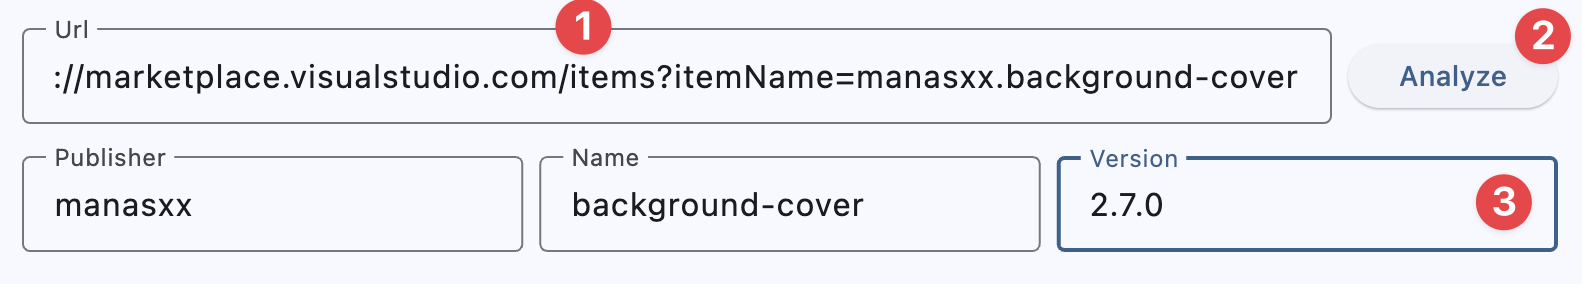 Url
1
2
://marketplace.visualstudio.com/items?itemName=manasxx.background-cover
Analyze
Publisher
Name
Version
manasxx
background-cover
2.7.0
3